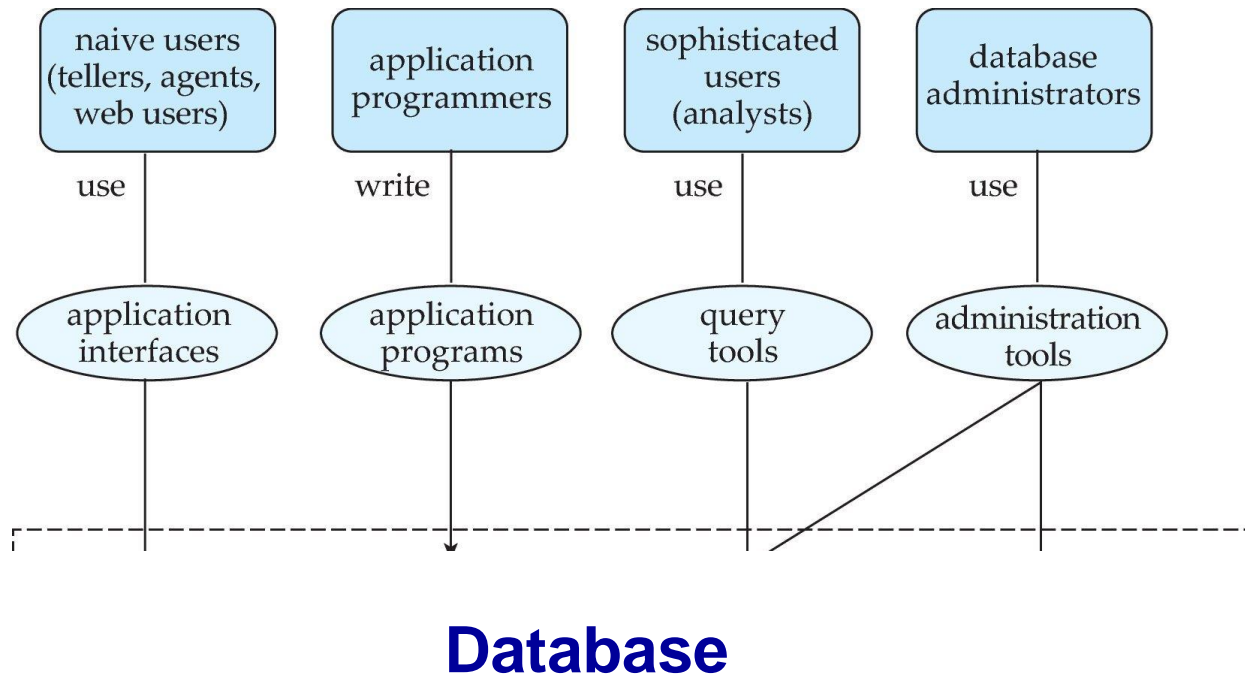 naive users
(tellers, agents,
web users)
application
programmers
sophisticated
users
(analysts)
database
administrators
use
write
use
use
application
interfaces
application
programs
query
tools
administration
tools
Database